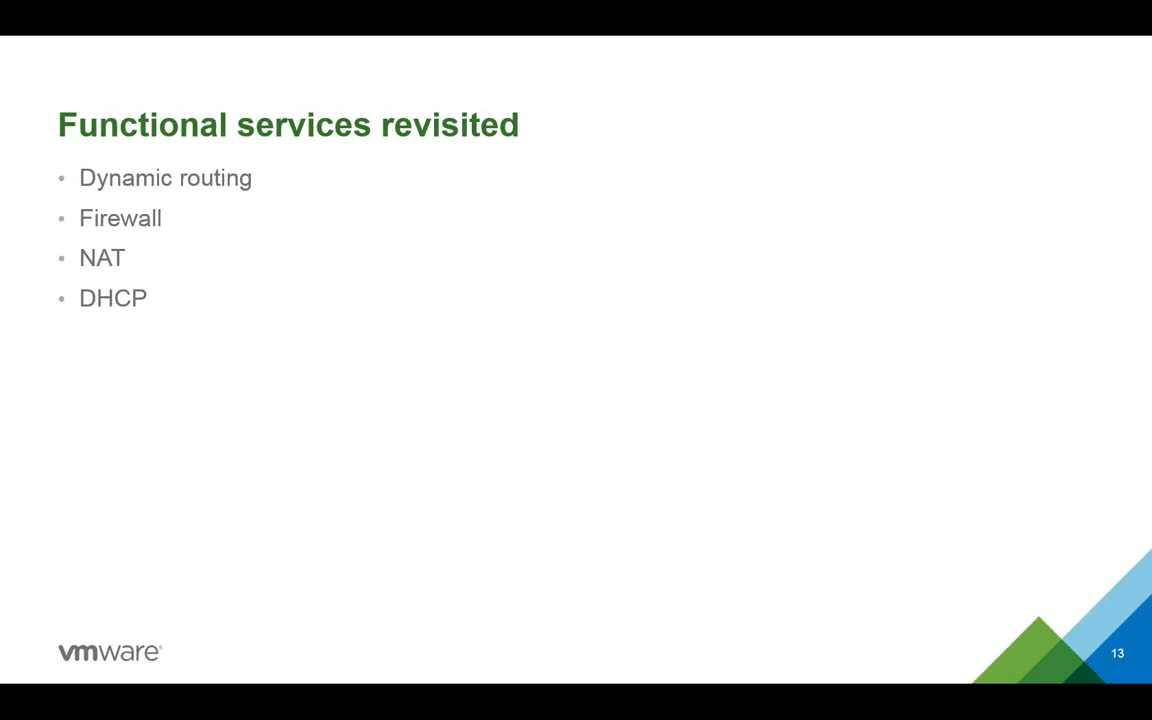 Functional services revisited
• Dynamic routing
• Firewall
• NAT
• DHCP
vmware®
13